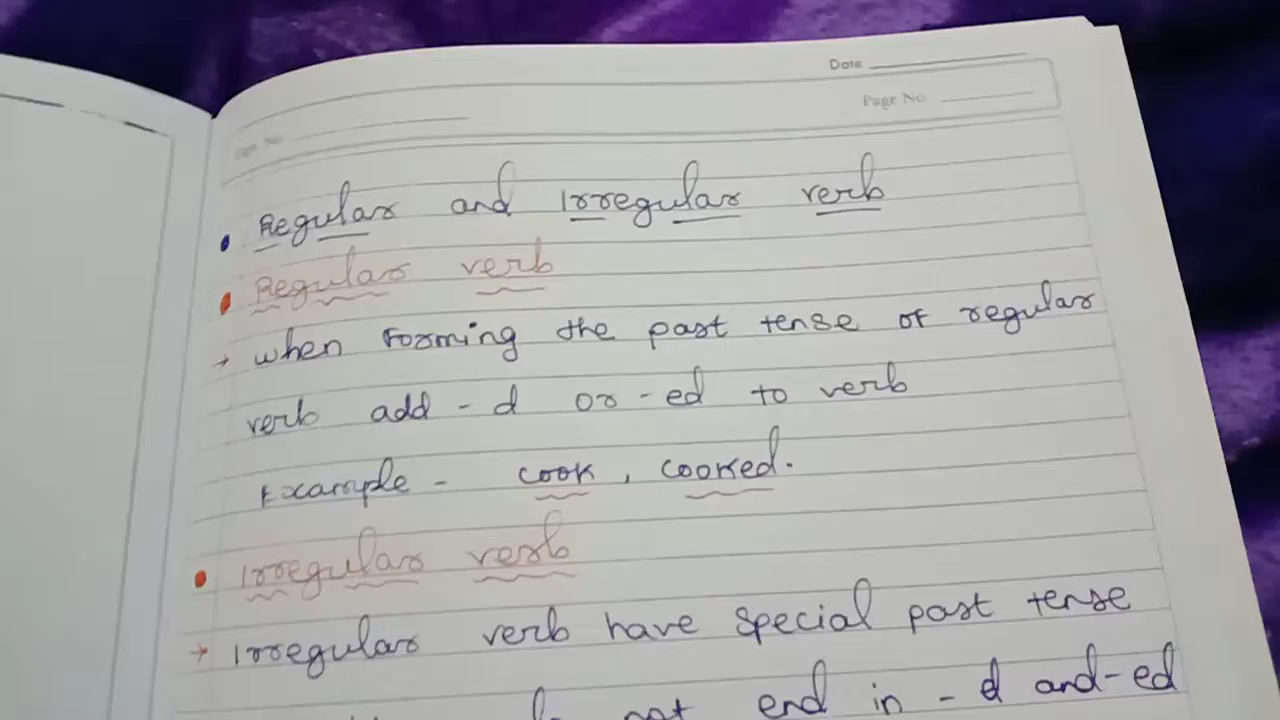 Date
Page No.
• Regular and Irregular verb
• Regular verb
→ when forming the past tense of regular
verb add - d or - ed to verb
Example - cook, cooked.
• Irregular verb
→ Irregular verb have special past tense
not end in - d and - ed